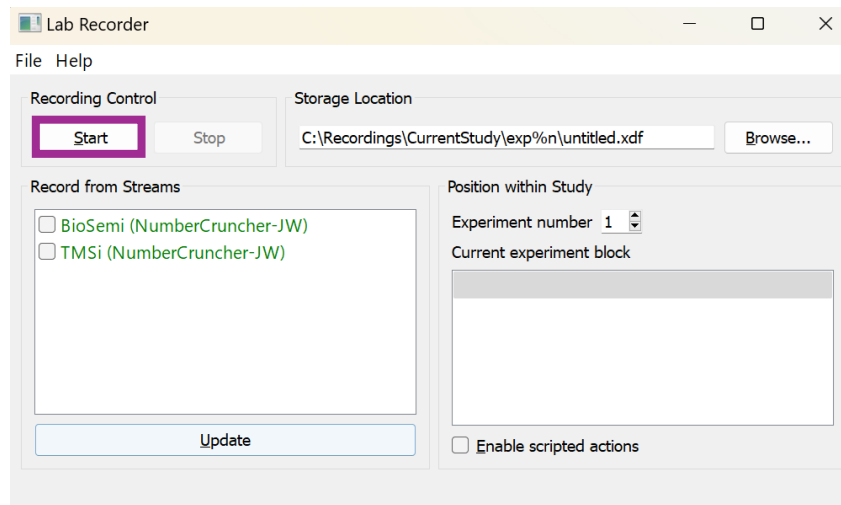 Lab Recorder
File Help
Recording Control
Start Stop
Storage Location
C:\Recordings\CurrentStudy\exp%n\untitled.xdf Browse...
Record from Streams
BioSemi (NumberCruncher-JW)
TMSi (NumberCruncher-JW)
Update
Position within Study
Experiment number 1
Current experiment block
Enable scripted actions